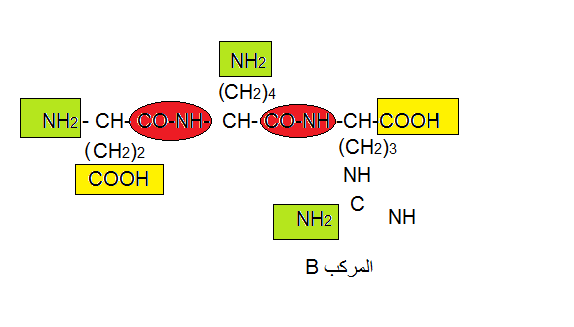 NH2
(CH2)4
NH2- CH-CO-NH- CH-CO-NH-CH-COOH
(CH2)2 (CH2)3
COOH NH
C
NH2 NH
المركب B